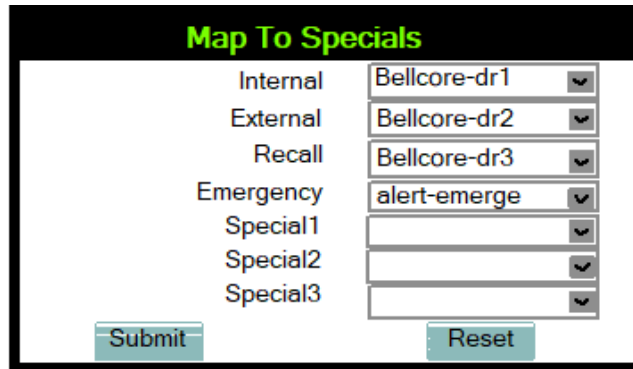 Map To Specials
Internal Bellcore-dr1
External Bellcore-dr2
Recall Bellcore-dr3
Emergency alert-emerge
Special1
Special2
Special3
Submit Reset